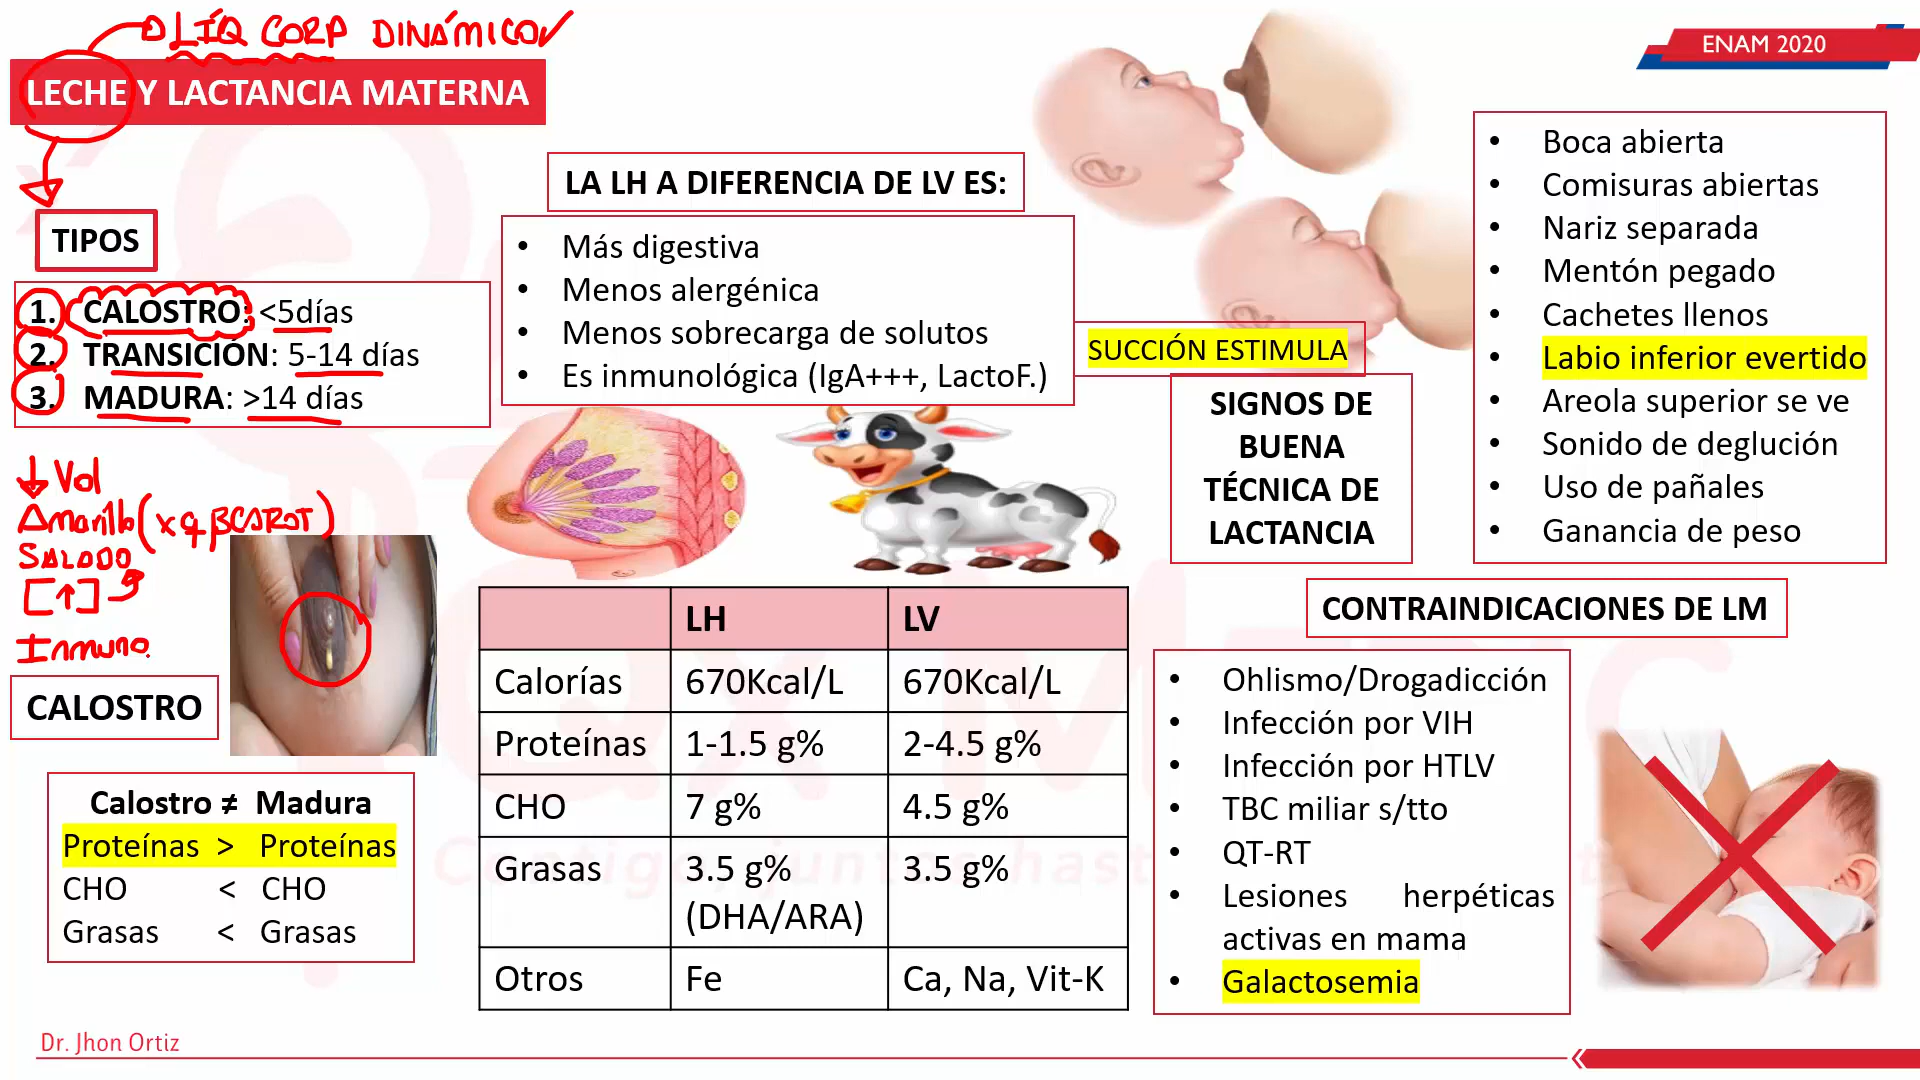 LÍQ CORP DINÁMICO
ENAM 2020
LECHE Y LACTANCIA MATERNA
TIPOS
1. CALOSTRO: <5días
2. TRANSICIÓN: 5-14 días
3. MADURA: >14 días
↓ Vol
Amarillo (xq βCAROT)
SALADO
[↑]
Inmuno.
CALOSTRO
Calostro ≠ Madura
Proteínas > Proteínas
CHO < CHO
Grasas < Grasas
LA LH A DIFERENCIA DE LV ES:
• Más digestiva
• Menos alergénica
• Menos sobrecarga de solutos
• Es inmunológica (IgA+++, LactoF.)
LH LV
Calorías 670Kcal/L 670Kcal/L
Proteínas 1-1.5 g% 2-4.5 g%
CHO 7 g% 4.5 g%
Grasas 3.5 g% 3.5 g%
(DHA/ARA)
Otros Fe Ca, Na, Vit-K
SUCCIÓN ESTIMULA
SIGNOS DE
BUENA
TÉCNICA DE
LACTANCIA
• Boca abierta
• Comisuras abiertas
• Nariz separada
• Mentón pegado
• Cachetes llenos
• Labio inferior evertido
• Areola superior se ve
• Sonido de deglución
• Uso de pañales
• Ganancia de peso
CONTRAINDICACIONES DE LM
• Ohlismo/Drogadicción
• Infección por VIH
• Infección por HTLV
• TBC miliar s/tto
• QT-RT
• Lesiones herpéticas
activas en mama
• Galactosemia
Dr. Jhon Ortiz